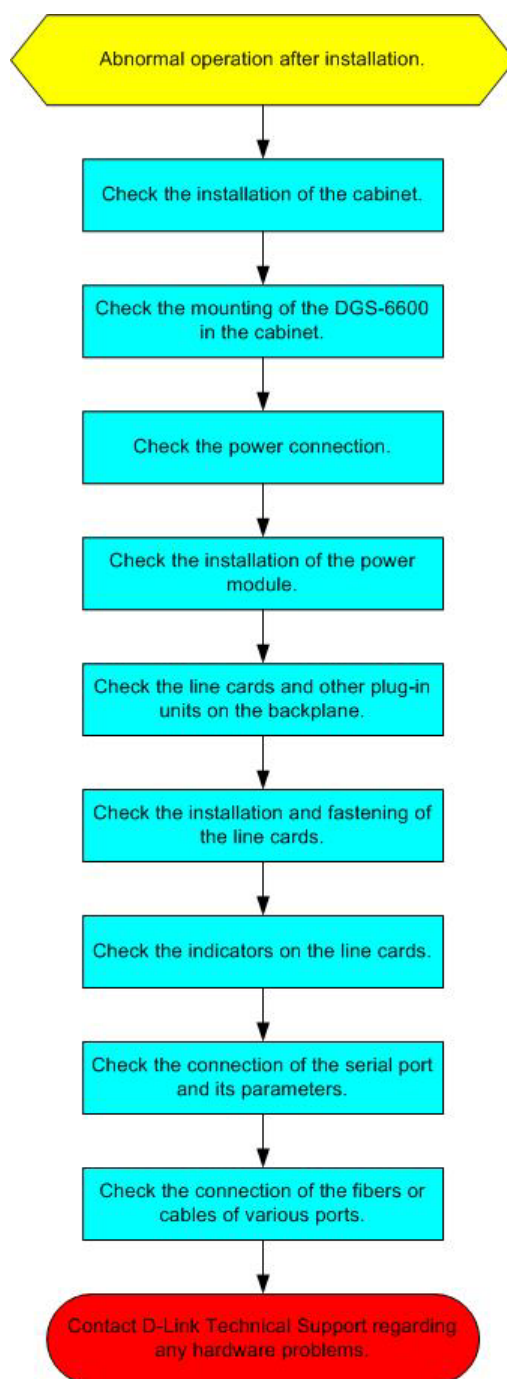 Abnormal operation after installation.
Check the installation of the cabinet.
Check the mounting of the DGS-6600
in the cabinet.
Check the power connection.
Check the installation of the power
module.
Check the line cards and other plug-in
units on the backplane.
Check the installation and fastening of
the line cards.
Check the indicators on the line cards.
Check the connection of the serial port
and its parameters.
Check the connection of the fibers or
cables of various ports.
Contact D-Link Technical Support regarding
any hardware problems.